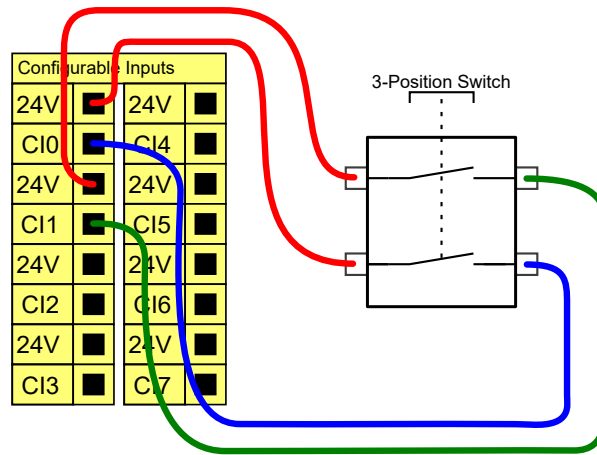 Configurable Inputs
24V 24V
CI0 CI4
24V 24V
CI1 CI5
24V 24V
CI2 CI6
24V 24V
CI3 CI7
3-Position Switch